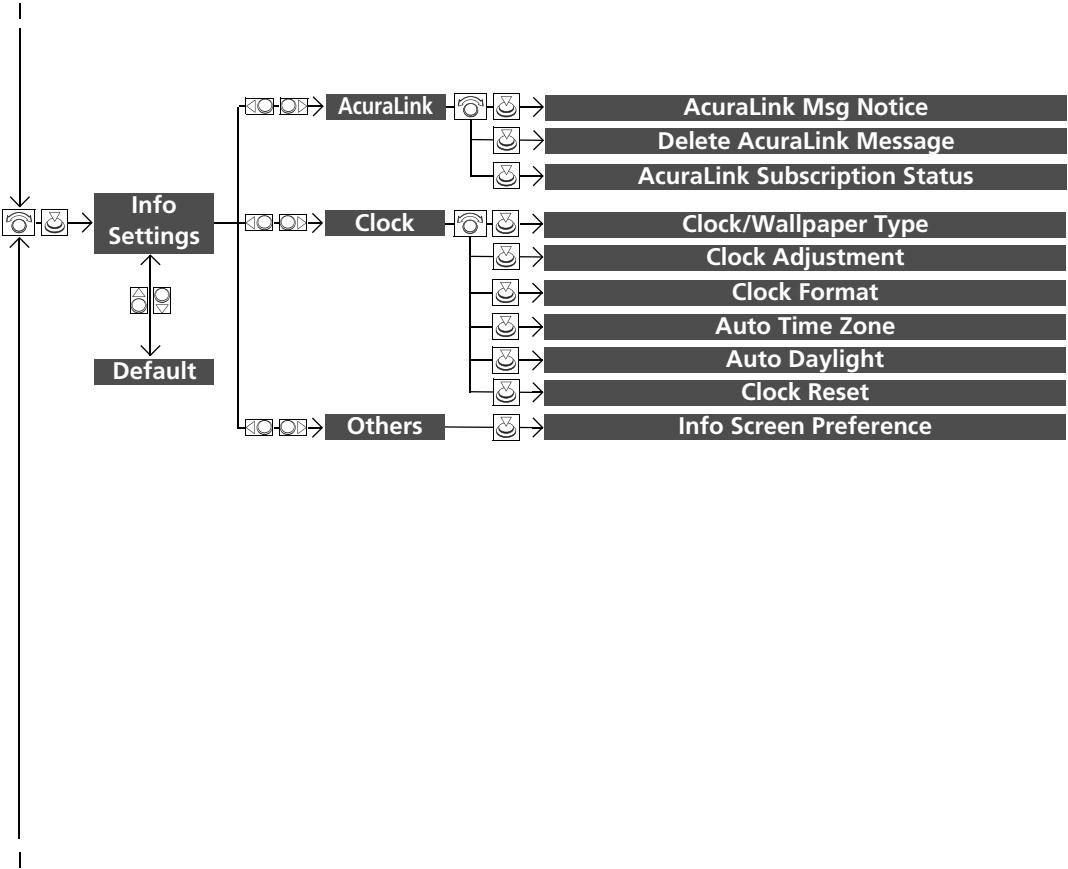 AcuraLink
AcuraLink Msg Notice
Delete AcuraLink Message
AcuraLink Subscription Status
Info
Settings
Clock
Clock/Wallpaper Type
Clock Adjustment
Clock Format
Auto Time Zone
Auto Daylight
Clock Reset
Default
Others
Info Screen Preference